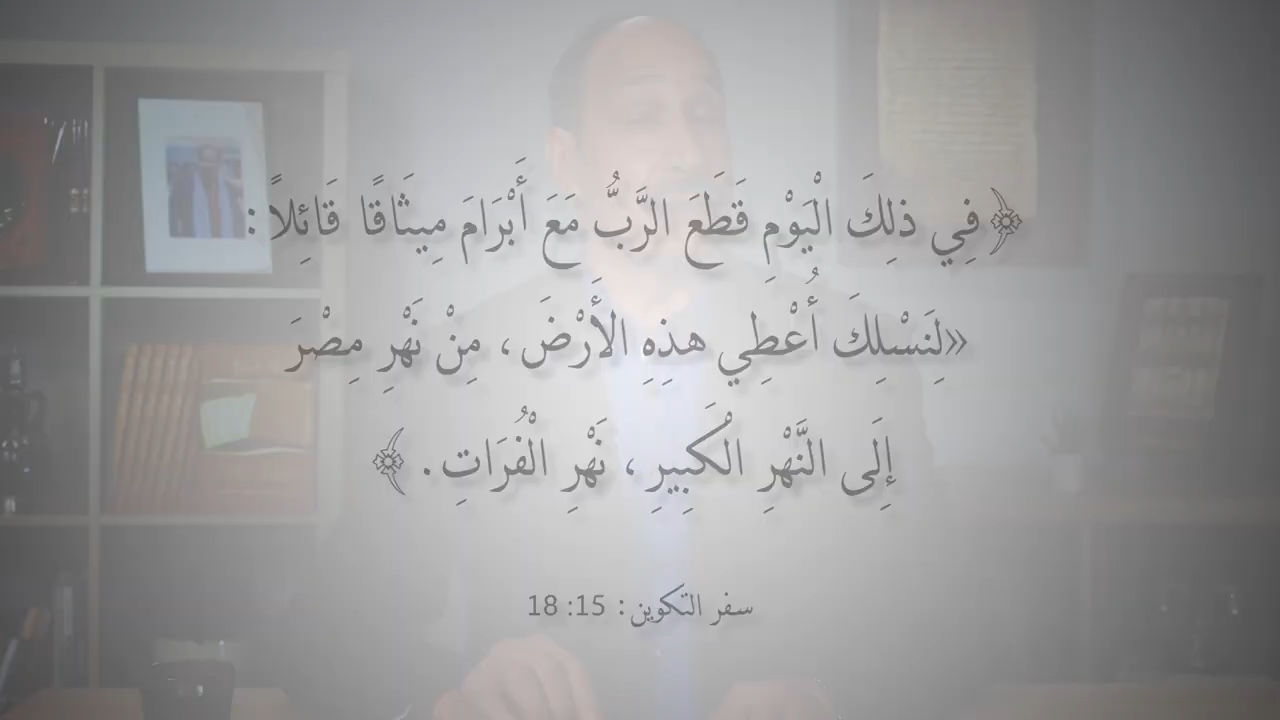 ﴿فِي ذلِكَ الْيَوْمِ قَطَعَ الرَّبُّ مَعَ أَبْرَامَ مِيثَاقًا قَائِلاً:
«لِنَسْلِكَ أُعْطِي هذِهِ الأَرْضَ، مِنْ نَهْرِ مِصْرَ
إِلَى النَّهْرِ الْكَبِيرِ، نَهْرِ الْفُرَاتِ. ﴾
سفر التكوين: 15: 18